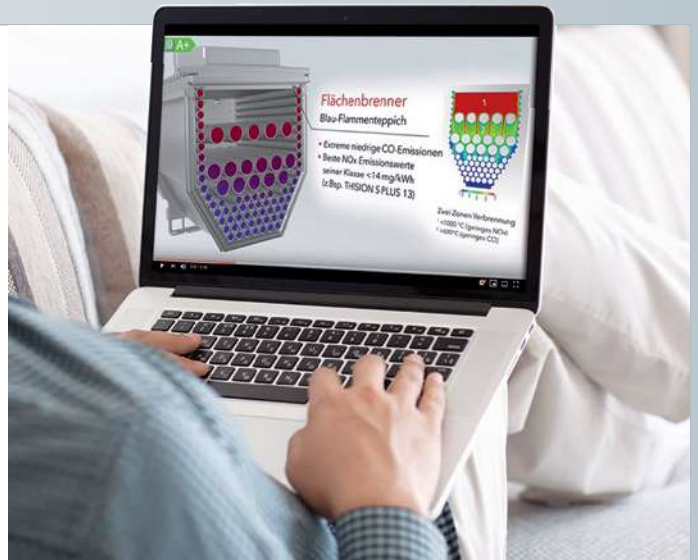 A+
Flächenbrenner
Blau-Flammenteppich
• Extreme niedrige CO-Emissionen
• Beste NOx Emissionswerte
seiner Klasse <14 mg/kWh
(z.Bsp. THISION S PLUS 13)
1
Zwei Zonen Verbrennung